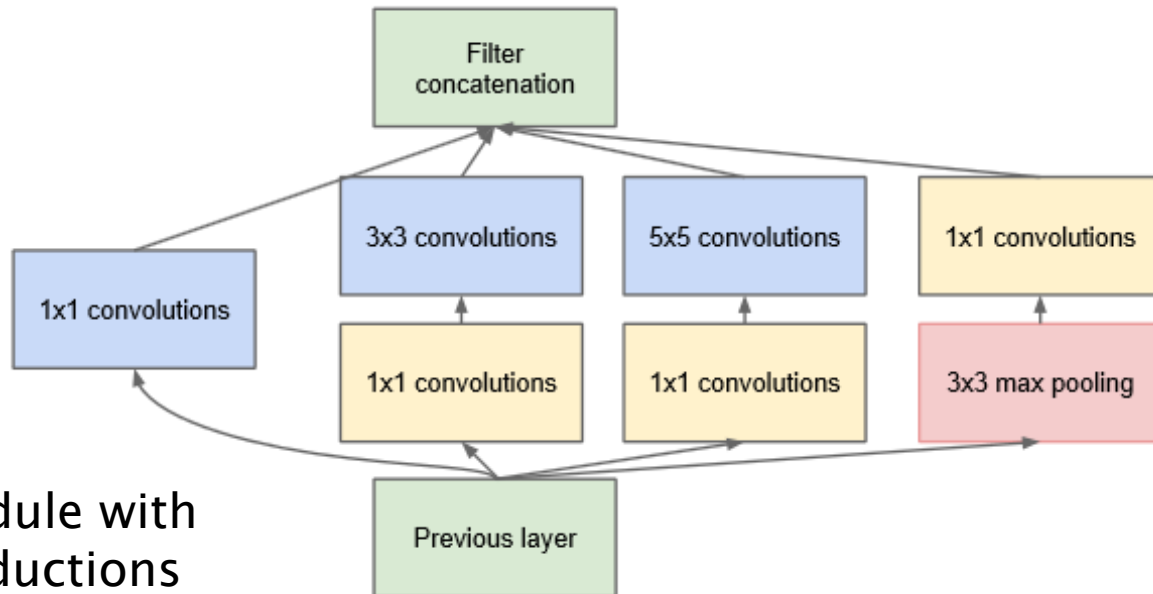 Filter
concatenation
3x3 convolutions
5x5 convolutions
1x1 convolutions
1x1 convolutions
1x1 convolutions
1x1 convolutions
3x3 max pooling
Previous layer
dule with
ductions